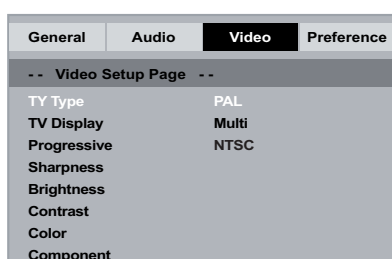 General Audio Video Preference
-- Video Setup Page --
TY Type PAL
TV Display Multi
Progressive NTSC
Sharpness
Brightness
Contrast
Color
Component